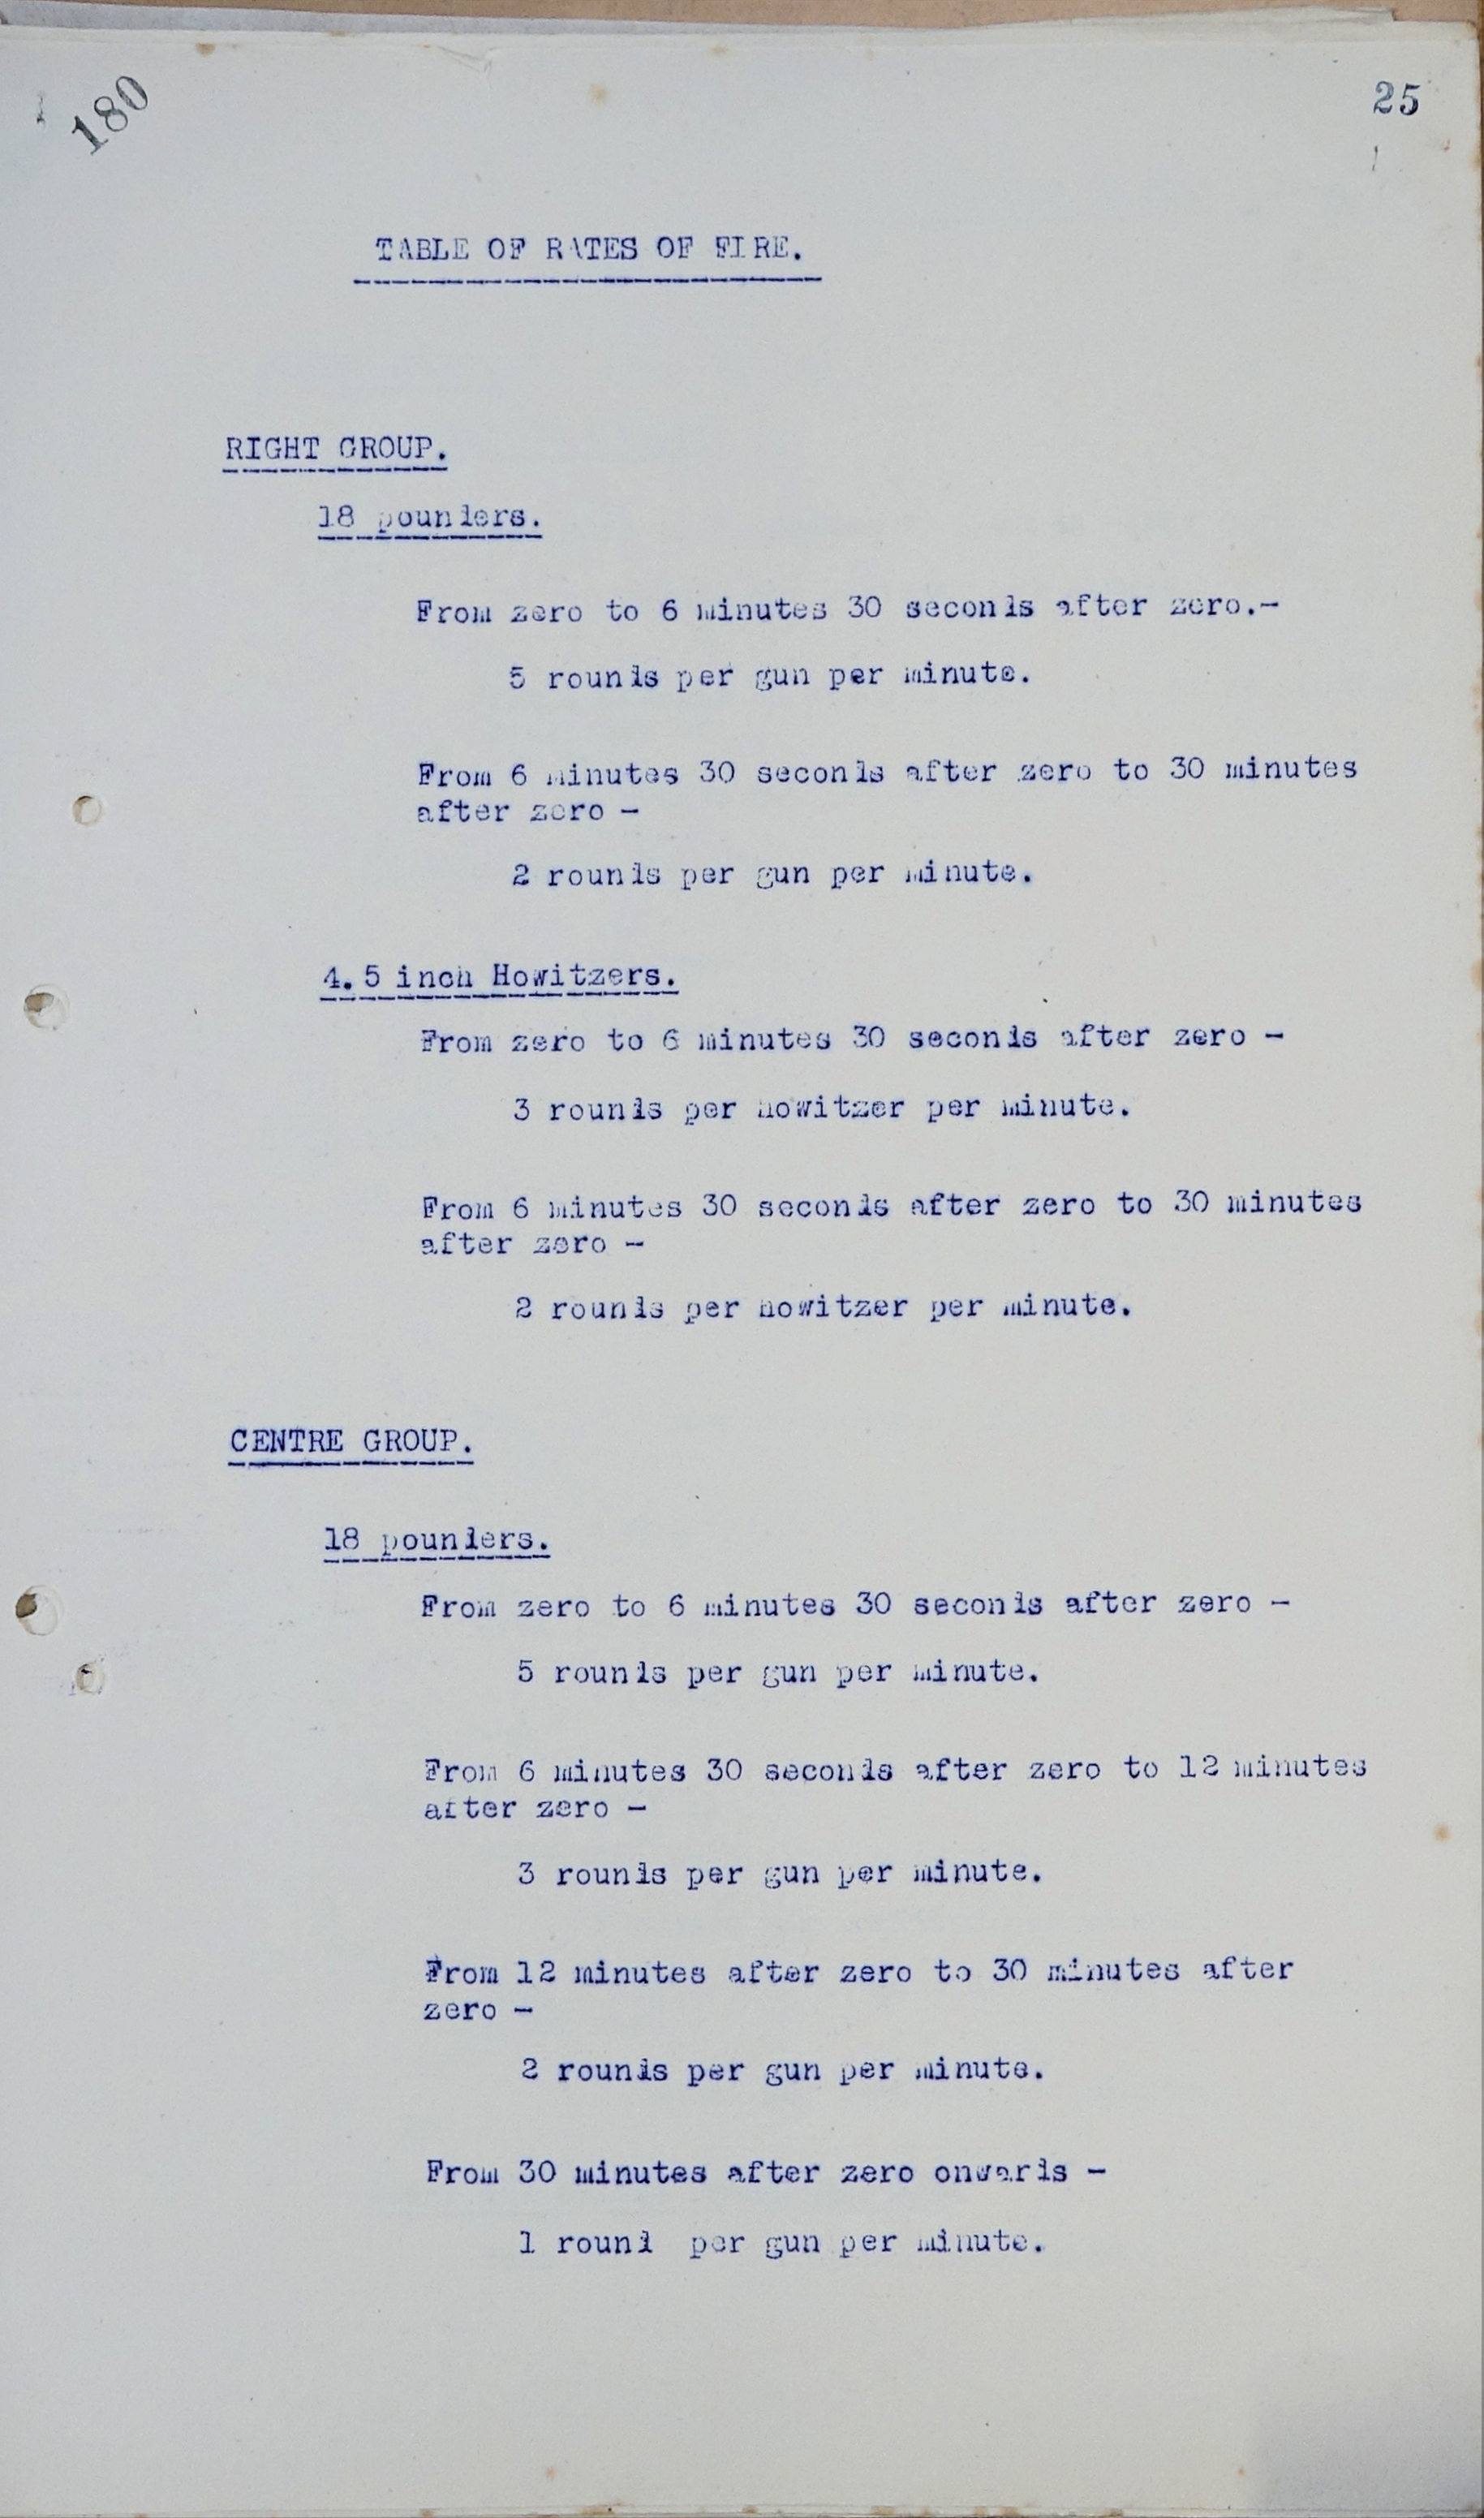 180
25
TABLE OF RATES OF FIRE.
RIGHT GROUP.
18 pounders.
From zero to 6 minutes 30 seconds after zero.-
5 rounds per gun per minute.
From 6 minutes 30 seconds after zero to 30 minutes
after zero -
2 rounds per gun per minute.
4.5 inch Howitzers.
From zero to 6 minutes 30 seconds after zero -
3 rounds per howitzer per minute.
From 6 minutes 30 seconds after zero to 30 minutes
after zero -
2 rounds per howitzer per minute.
CENTRE GROUP.
18 pounders.
From zero to 6 minutes 30 seconds after zero -
5 rounds per gun per minute.
From 6 minutes 30 seconds after zero to 12 minutes
after zero -
3 rounds per gun per minute.
From 12 minutes after zero to 30 minutes after
zero -
2 rounds per gun per minute.
From 30 minutes after zero onwards -
1 round per gun per minute.